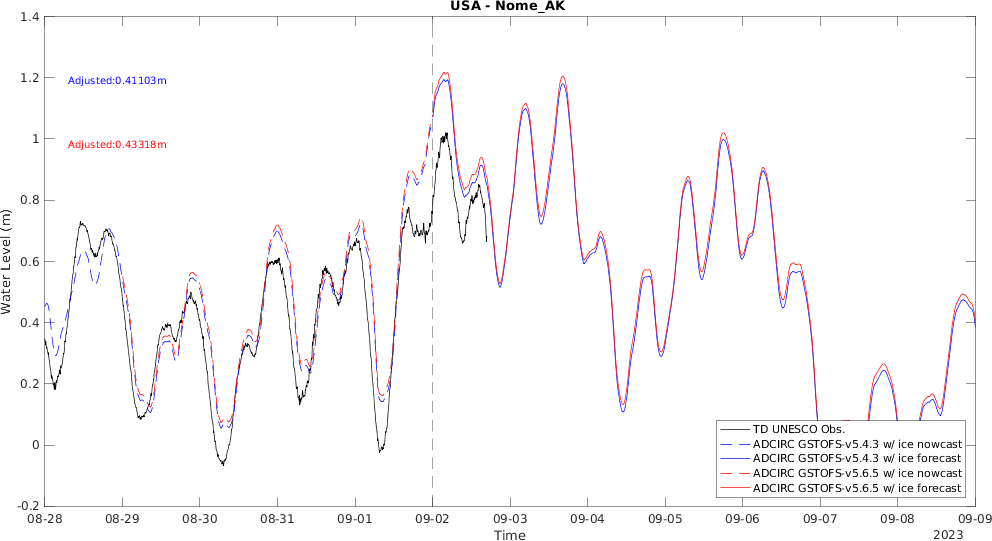 USA - Nome_AK
1.4
1.2
1
0.8
0.6
0.4
0.2
0
-0.2
Water Level (m)
Adjusted:0.41103m
Adjusted:0.43318m
TD UNESCO Obs.
ADCIRC GSTOFS-v5.4.3 w/ ice nowcast
ADCIRC GSTOFS-v5.4.3 w/ ice forecast
ADCIRC GSTOFS-v5.6.5 w/ ice nowcast
ADCIRC GSTOFS-v5.6.5 w/ ice forecast
08-28 08-29 08-30 08-31 09-01 09-02 09-03 09-04 09-05 09-06 09-07 09-08 09-09
Time
2023